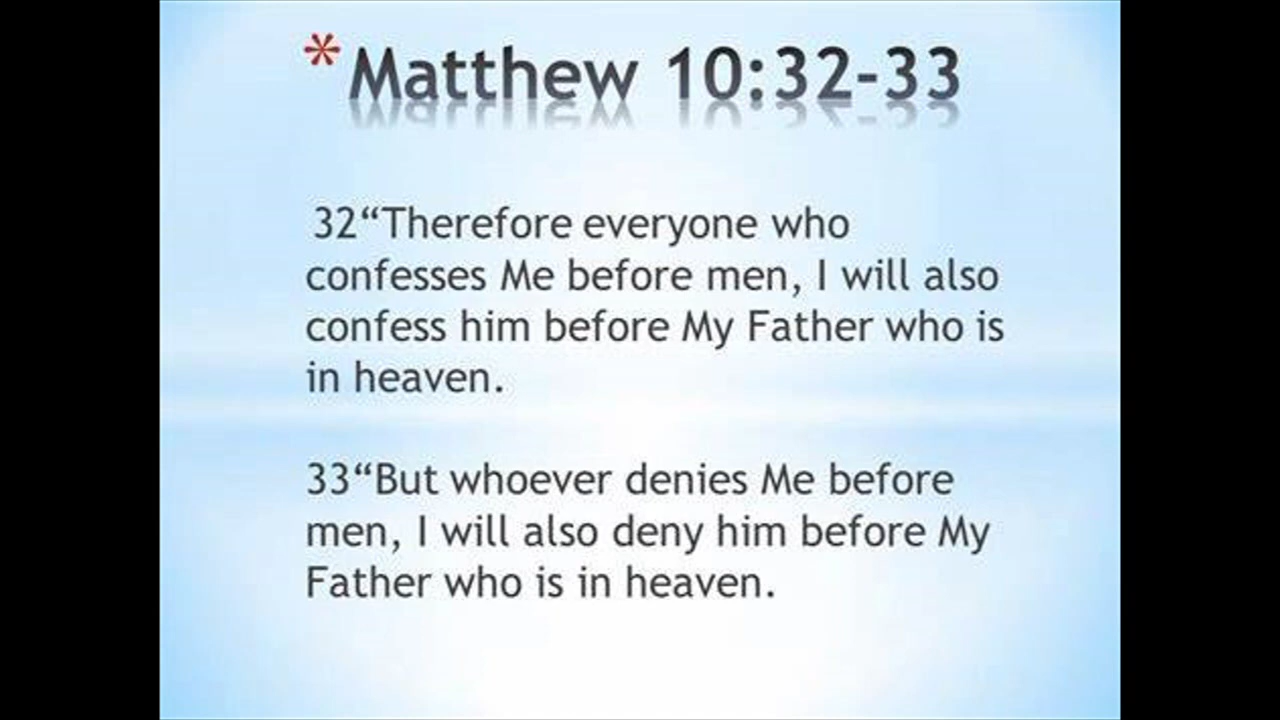 *Matthew 10:32-33
32“Therefore everyone who
confesses Me before men, I will also
confess him before My Father who is
in heaven.
33“But whoever denies Me before
men, I will also deny him before My
Father who is in heaven.